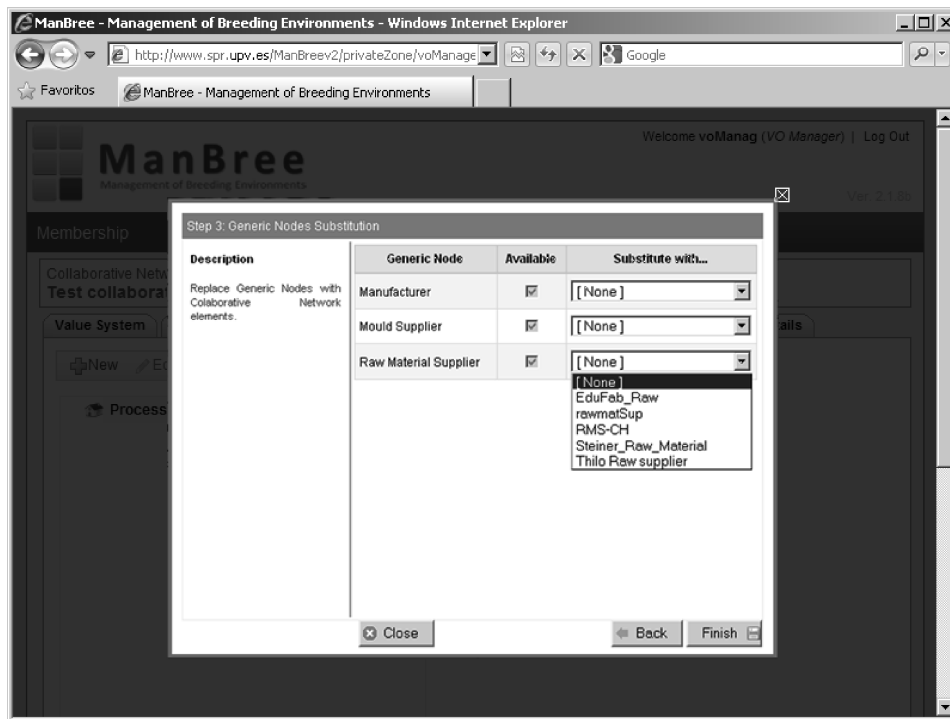 ManBree - Management of Breeding Environments - Windows Internet Explorer
http://www.spr.upv.es/ManBreev2/privateZone/voManage
Google
Favoritos
ManBree - Management of Breeding Environments
Welcome voManag (VO Manager) | Log Out
ManBree
Management of Breeding Environments
Ver. 2.1.8b
Membership
Collaborative Netw
Test collaborat
Value System
ails
New
Ed
Process
Step 3: Generic Nodes Substitution
Description
Replace Generic Nodes with
Colaborative Network
elements.
Generic Node Available Substitute with...
Manufacturer [ None ]
Mould Supplier [ None ]
Raw Material Supplier [ None ]
[ None ]
EduFab_Raw
rawmatSup
RMS-CH
Steiner_Raw_Material
Thilo Raw supplier
Close Back Finish